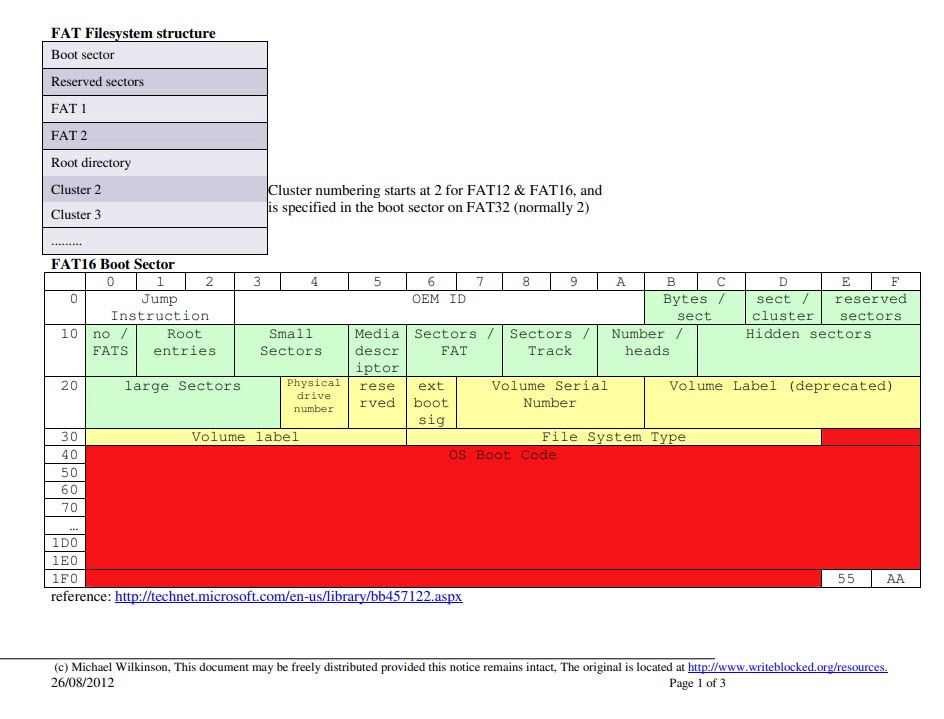 FAT Filesystem structure
Boot sector
Reserved sectors
FAT 1
FAT 2
Root directory
Cluster 2
Cluster 3
.........
Cluster numbering starts at 2 for FAT12 & FAT16, and
is specified in the boot sector on FAT32 (normally 2)
FAT16 Boot Sector
0 1 2 3 4 5 6 7 8 9 A B C D E F
0 Jump Instruction OEM ID Bytes / sect sect / cluster reserved sectors
10 no / FATS Root entries Small Sectors Media descr iptor Sectors / FAT Sectors / Track Number / heads Hidden sectors
20 large Sectors Physical drive number rese rved ext boot sig Volume Serial Number Volume Label (deprecated)
30 Volume label File System Type
40 OS Boot Code
50
60
70
…
1D0
1E0
1F0 55 AA
reference: http://technet.microsoft.com/en-us/library/bb457122.aspx
(c) Michael Wilkinson, This document may be freely distributed provided this notice remains intact, The original is located at http://www.writeblocked.org/resources.
26/08/2012 Page 1 of 3